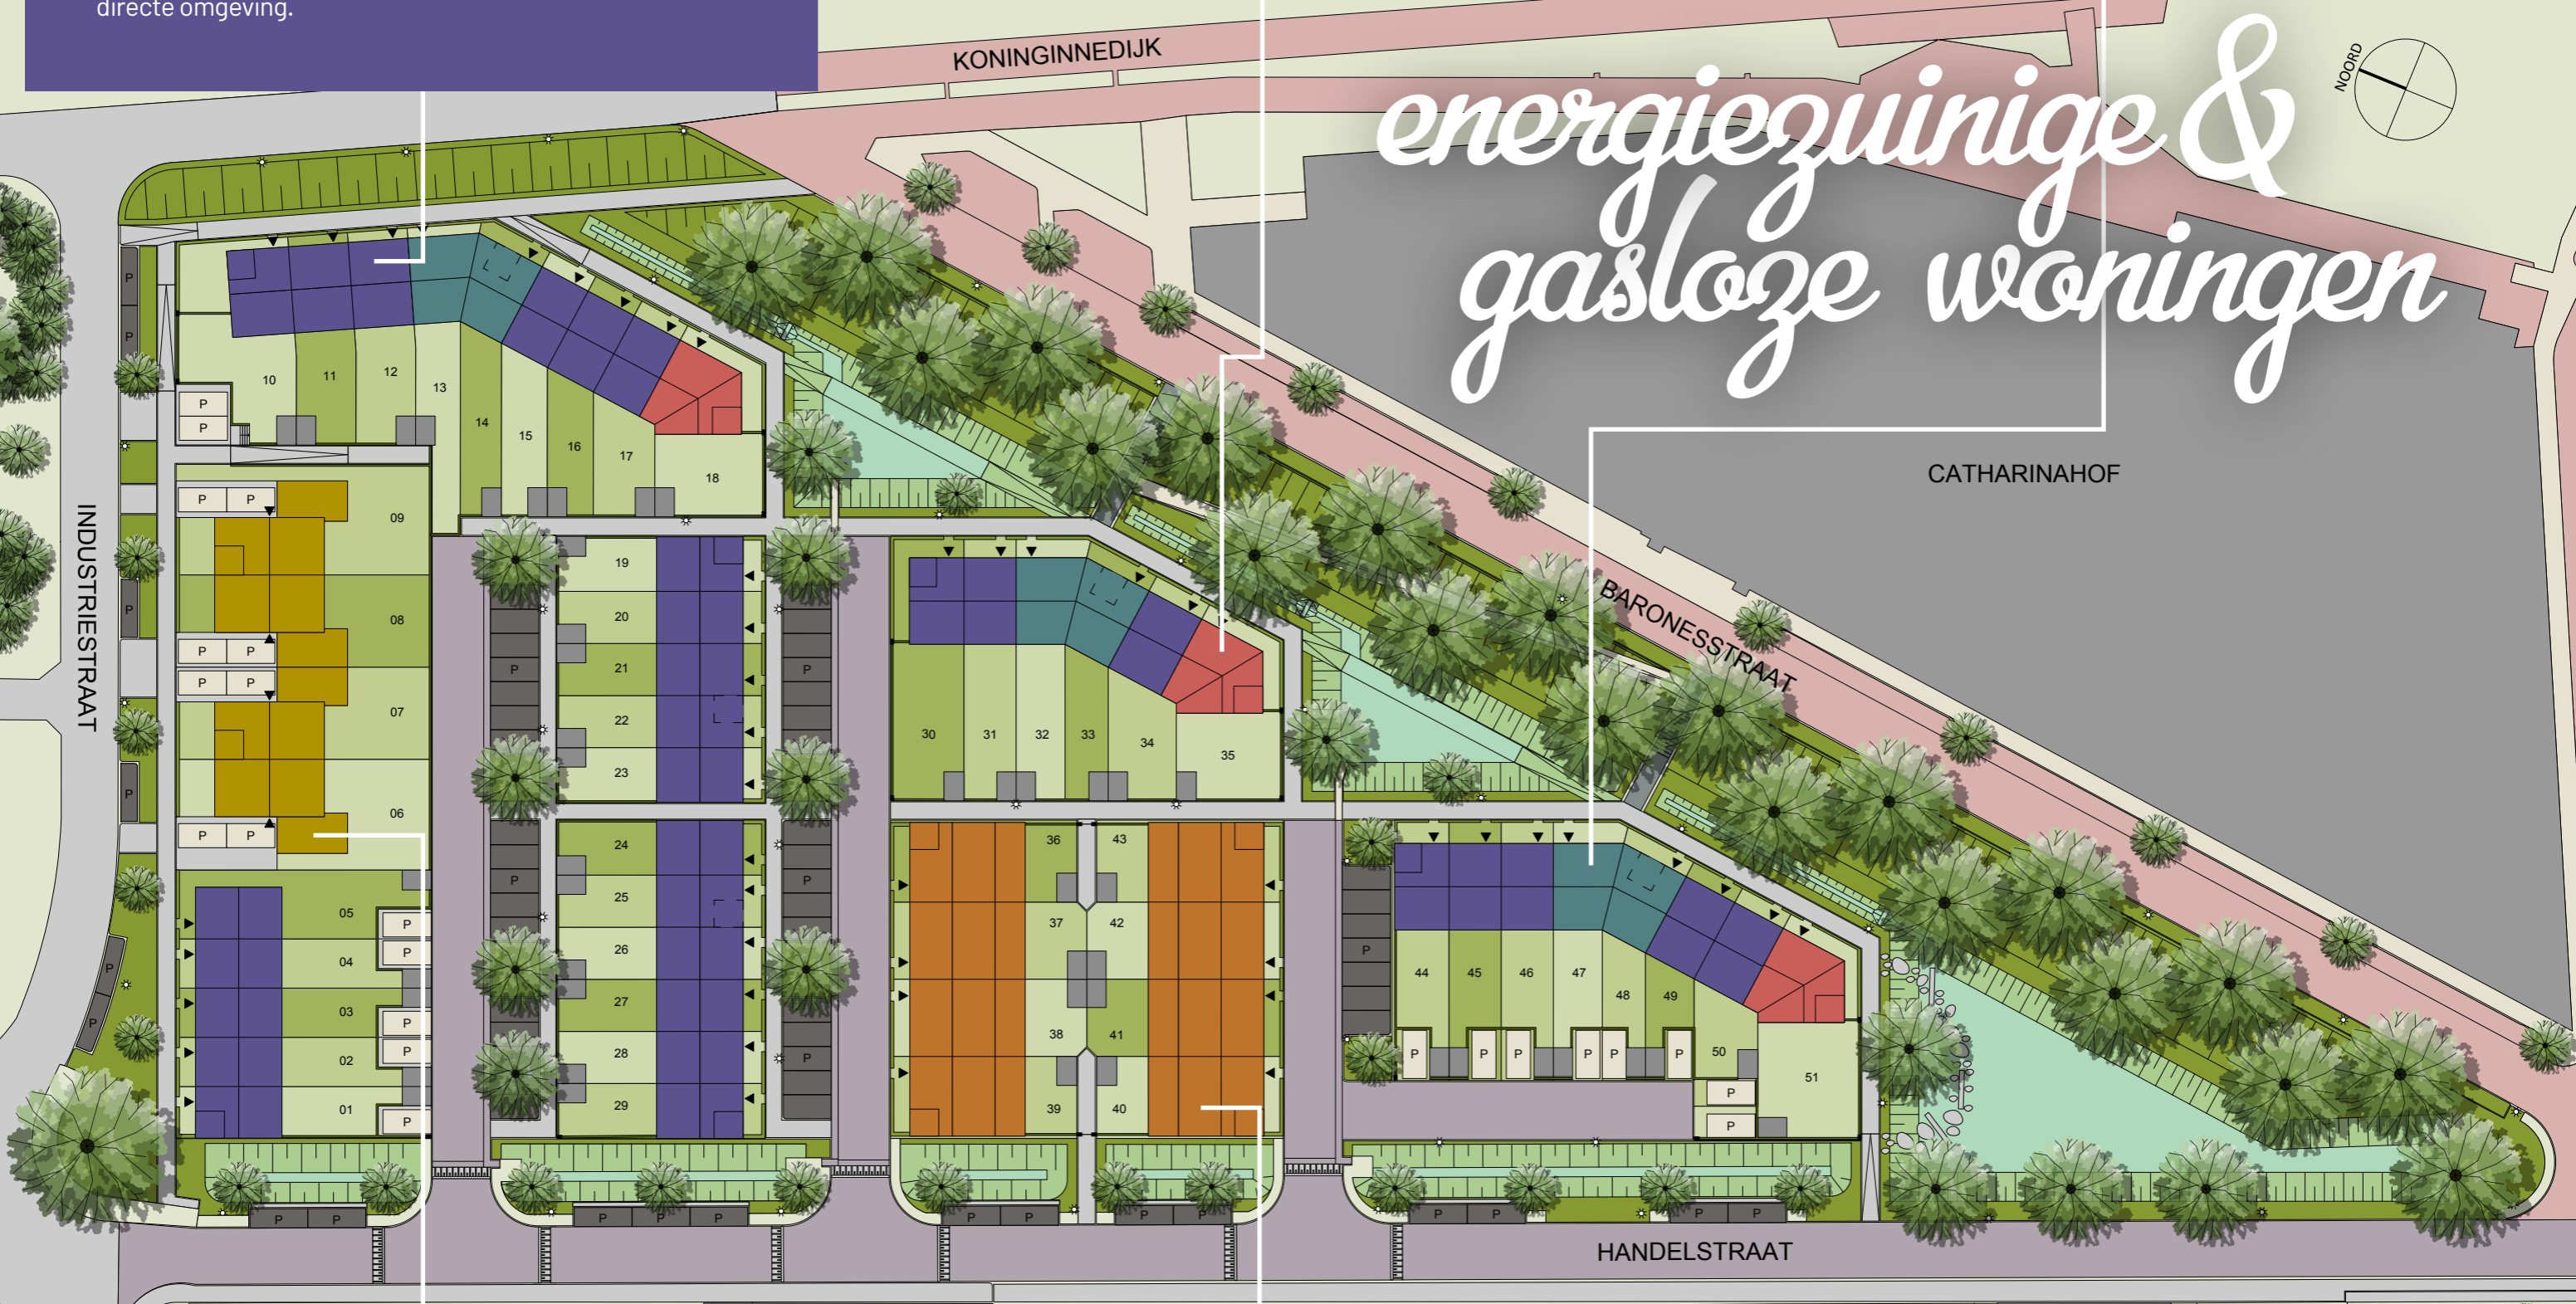 directe omgeving.
KONINGINNEDIJK
NOORD
energiezuinige &
gasloze woningen
CATHARINAHOF
BARONESSTRAAT
INDUSTRIESTRAAT
HANDELSTRAAT
P
P
P
P
10
11
12
13
14
15
16
17
18
P P
09
P
08
P P
P P
07
P
06
P P
05
P
04
P
03
P
02
P
01
P
P
P
19
20
21
22
23
P
P
24
25
26
27
28
29
P
P
P
30
31
32
33
34
35
36
43
37
42
38
41
39
40
P
44
45
46
47
48
49
50
51
P
P
P
P
P
P
P
P
P P
P P P
P P
P P
P P
P P